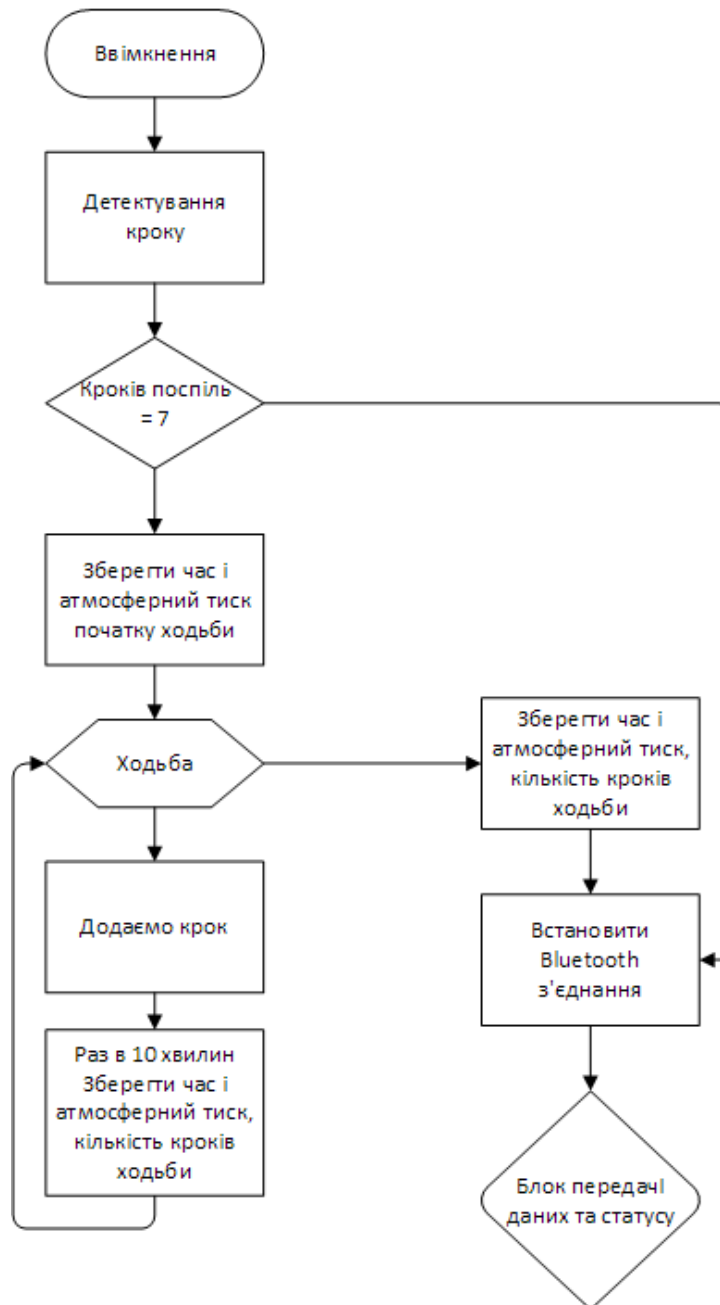 Ввімкнення
Детектування
кроку
Кроків поспіль
= 7
Зберегти час і
атмосферний тиск
початку ходьби
Ходьба
Додаємо крок
Раз в 10 хвилин
Зберегти час і
атмосферний тиск,
кількість кроків
ходьби
Зберегти час і
атмосферний тиск,
кількість кроків
ходьби
Встановити
Bluetooth
з'єднання
Блок передачі
даних та статусу